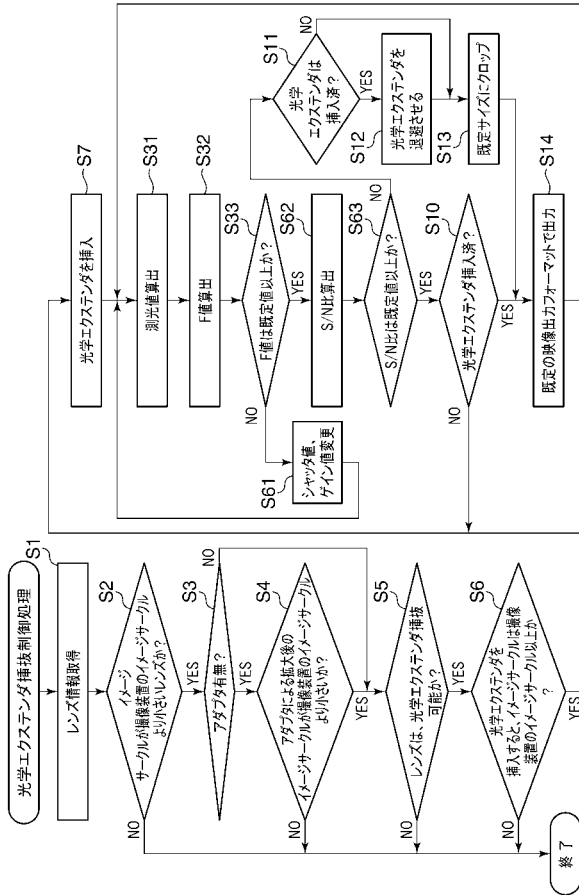 光学エクステンダ挿抜制御処理
S1
レンズ情報取得
S2
イメージ
サークルが撮像装置のイメージサークル
より小さいレンズか?
NO
YES
S3
アダプタ有無?
NO
YES
S4
アダプタによる拡大後の
イメージサークルが撮像装置のイメージサークル
より小さいか?
NO
YES
S5
レンズは、光学エクステンダ挿抜
可能か?
NO
YES
S6
光学エクステンダを
挿入すると、イメージサークルは撮像
装置のイメージサークル以上か
?
NO
YES
終了
S7
光学エクステンダを挿入
S31
測光値算出
S32
F値算出
S33
F値は既定値以上か?
NO
YES
S61
シャッタ値、
ゲイン値変更
S62
S/N比算出
S63
S/N比は既定値以上か?
NO
YES
S10
光学エクステンダ挿入済?
NO
YES
S11
光学
エクステンダは
挿入済?
NO
YES
S12
光学エクステンダを
退避させる
S13
既定サイズにクロップ
S14
既定の映像出力フォーマットで出力